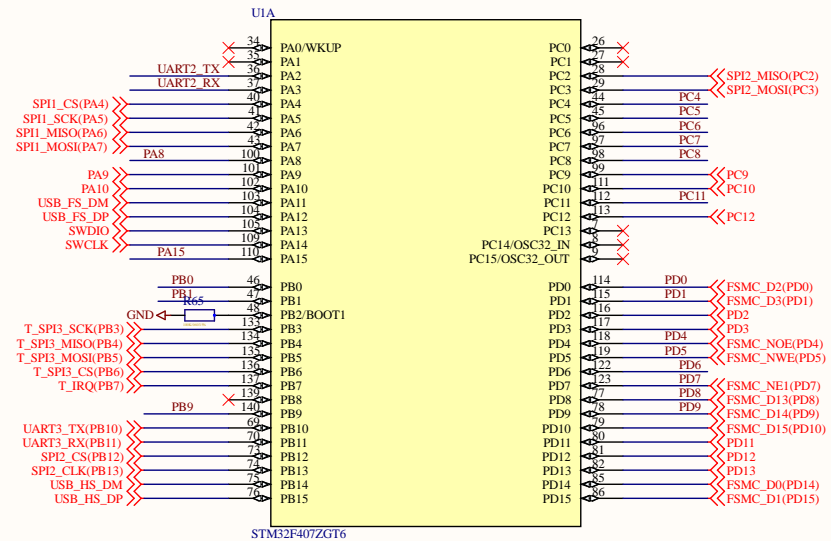 U1A
34 PA0/WKUP PC0 26
35 PA1 PC1 27
UART2_TX 36 PA2 PC2 28 SPI2_MISO(PC2)
UART2_RX 37 PA3 PC3 29 SPI2_MOSI(PC3)
SPI1_CS(PA4) 40 PA4 PC4 44 PC4
SPI1_SCK(PA5) 41 PA5 PC5 45 PC5
SPI1_MISO(PA6) 42 PA6 PC6 96 PC6
SPI1_MOSI(PA7) 43 PA7 PC7 97 PC7
PA8 100 PA8 PC8 98 PC8
PA9 101 PA9 PC9 99 PC9
PA10 102 PA10 PC10 111 PC10
USB_FS_DM 103 PA11 PC11 112 PC11
USB_FS_DP 104 PA12 PC12 113 PC12
SWDIO 105 PA13 PC13 7
SWCLK 109 PA14 PC14/OSC32_IN 8
PA15 110 PA15 PC15/OSC32_OUT 9
PB0 46 PB0 PD0 114 PD0 FSMC_D2(PD0)
PB1 47 PB1 PD1 115 PD1 FSMC_D3(PD1)
GND R65 48 PB2/BOOT1 PD2 116 PD2
T_SPI3_SCK(PB3) 133 PB3 PD3 117 PD3
T_SPI3_MISO(PB4) 134 PB4 PD4 118 PD4 FSMC_NOE(PD4)
T_SPI3_MOSI(PB5) 135 PB5 PD5 119 PD5 FSMC_NWE(PD5)
T_SPI3_CS(PB6) 136 PB6 PD6 122 PD6
T_IRQ(PB7) 137 PB7 PD7 123 PD7 FSMC_NE1(PD7)
139 PB8 PD8 77 PD8 FSMC_D13(PD8)
PB9 140 PB9 PD9 78 PD9 FSMC_D14(PD9)
UART3_TX(PB10) 69 PB10 PD10 79 FSMC_D15(PD10)
UART3_RX(PB11) 70 PB11 PD11 80 PD11
SPI2_CS(PB12) 73 PB12 PD12 81 PD12
SPI2_CLK(PB13) 74 PB13 PD13 82 PD13
USB_HS_DM 75 PB14 PD14 85 FSMC_D0(PD14)
USB_HS_DP 76 PB15 PD15 86 FSMC_D1(PD15)
STM32F407ZGT6